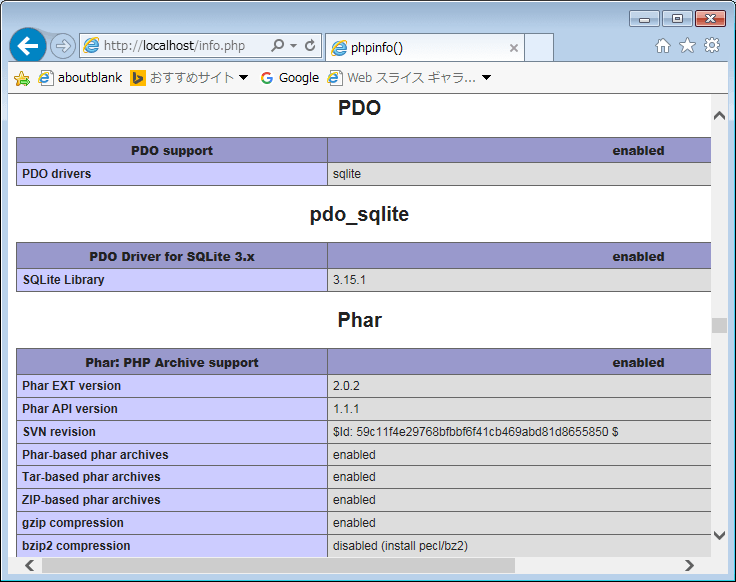 http://localhost/info.php
phpinfo()
aboutblank おすすめサイト Google Web スライス ギャラ...
PDO
PDO support enabled
PDO drivers sqlite
pdo_sqlite
PDO Driver for SQLite 3.x enabled
SQLite Library 3.15.1
Phar
Phar: PHP Archive support enabled
Phar EXT version 2.0.2
Phar API version 1.1.1
SVN revision $Id: 59c11f4e29768bfbbf6f41cb469abd81d8655850 $
Phar-based phar archives enabled
Tar-based phar archives enabled
ZIP-based phar archives enabled
gzip compression enabled
bzip2 compression disabled (install pecl/bz2)